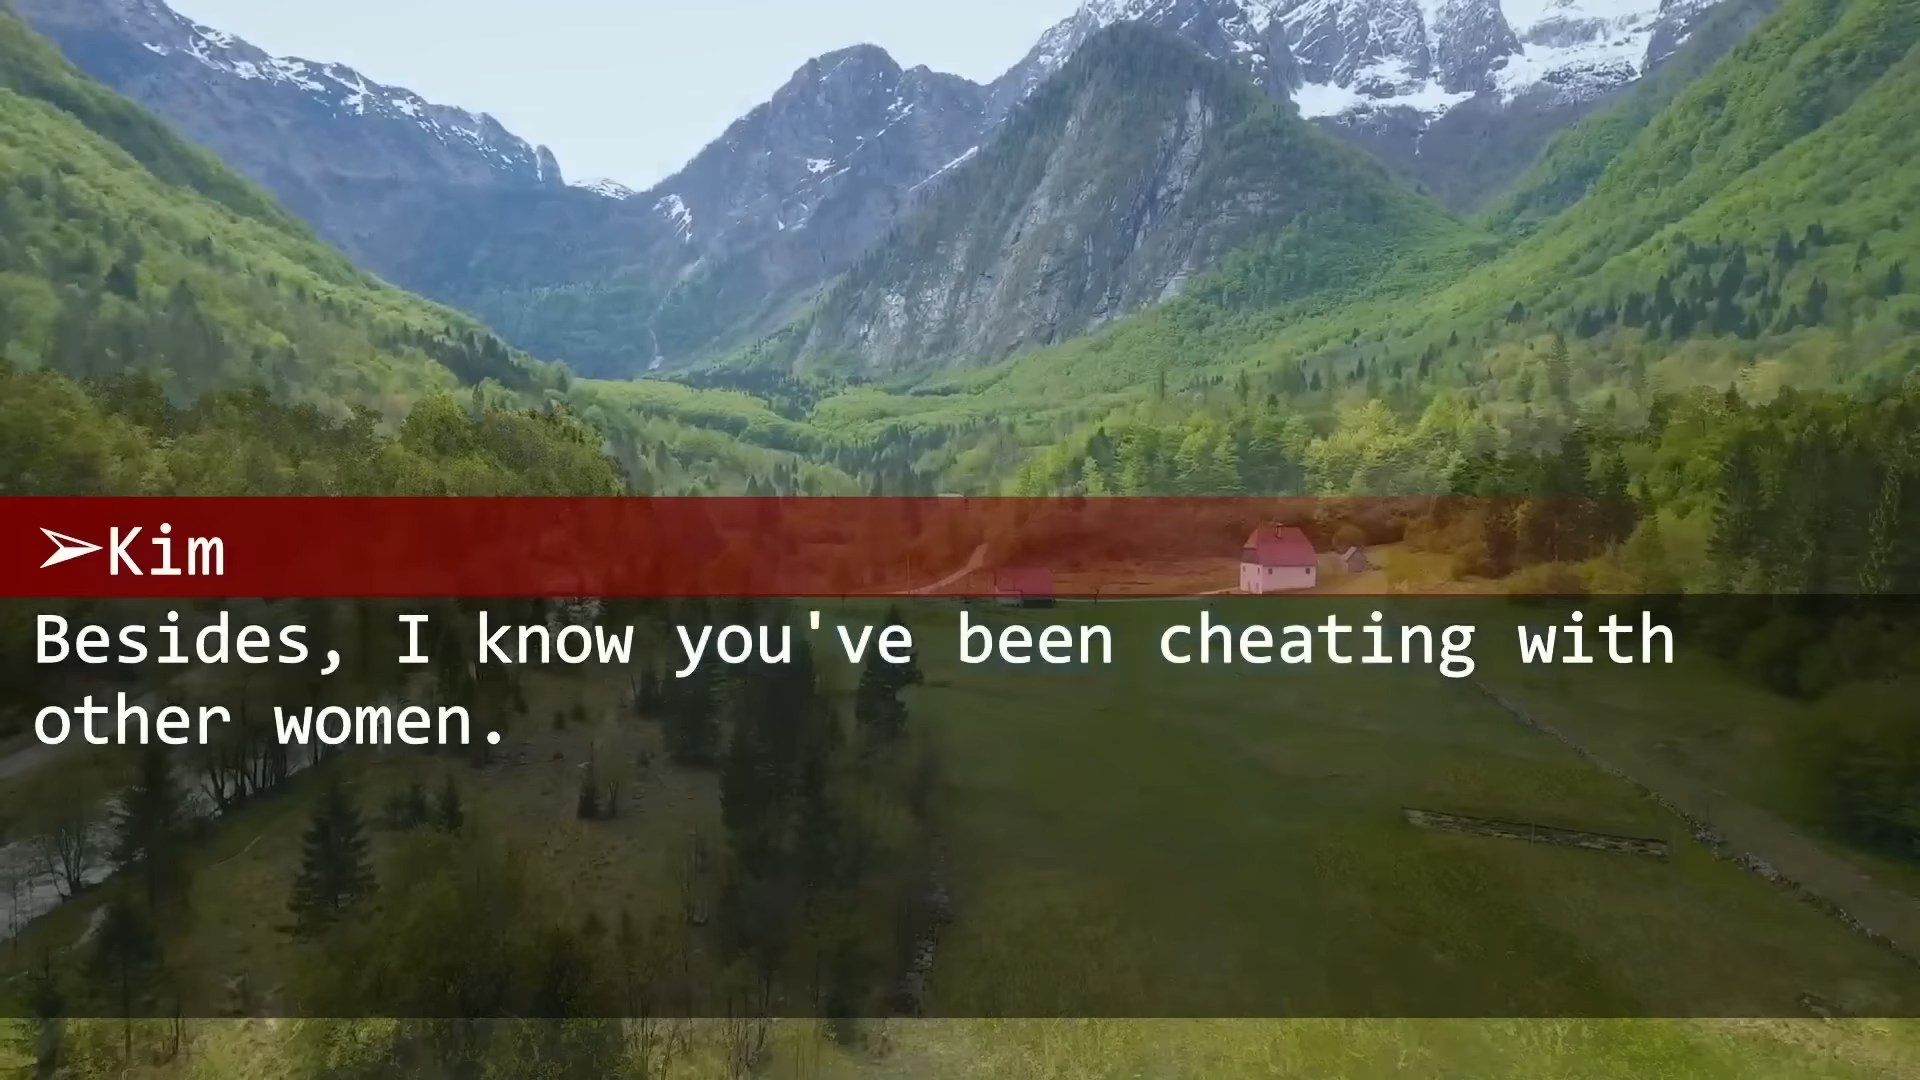 ➢Kim
Besides, I know you've been cheating with
other women.